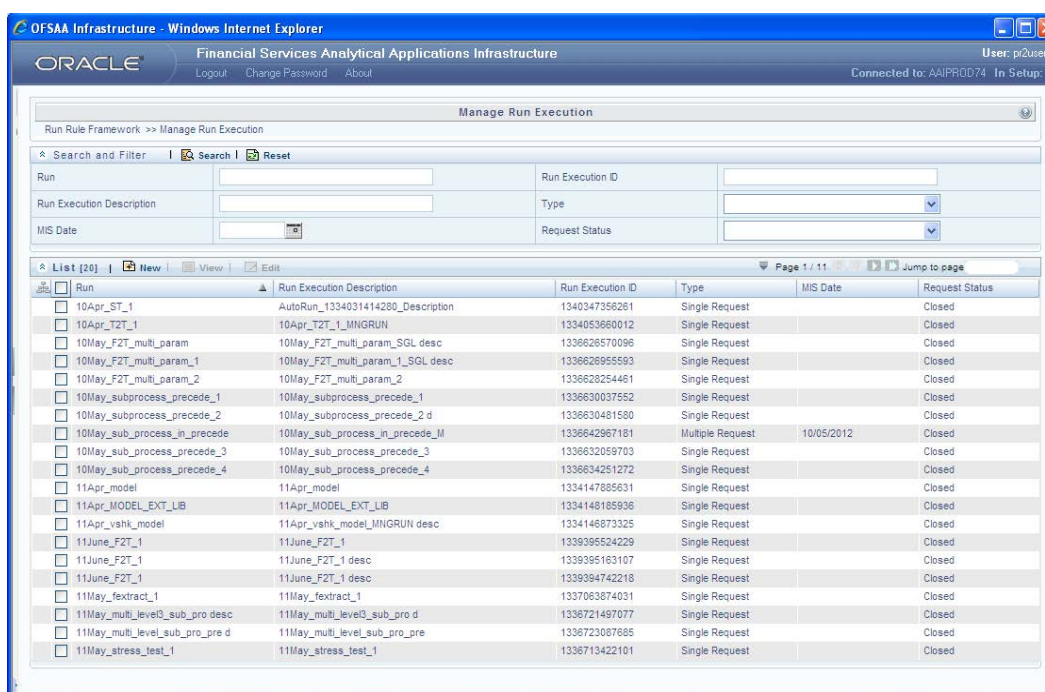 OFSAA Infrastructure - Windows Internet Explorer
ORACLE
Financial Services Analytical Applications Infrastructure
User: pr2user
Logout Change Password About
Connected to: AAIPROD74 In Setup:
Manage Run Execution
Run Rule Framework >> Manage Run Execution
Search and Filter | Search | Reset
Run
Run Execution ID
Run Execution Description
Type
MIS Date
Request Status
List [20] | New | View | Edit
Page 1 / 11 Jump to page
Run Run Execution Description Run Execution ID Type MIS Date Request Status
10Apr_ST_1 AutoRun_1334031414280_Description 1340347356261 Single Request Closed
10Apr_T2T_1 10Apr_T2T_1_MNGRUN 1334053660012 Single Request Closed
10May_F2T_multi_param 10May_F2T_multi_param_SGL desc 1336626570096 Single Request Closed
10May_F2T_multi_param_1 10May_F2T_multi_param_1_SGL desc 1336626955593 Single Request Closed
10May_F2T_multi_param_2 10May_F2T_multi_param_2 1336628254461 Single Request Closed
10May_subprocess_precede_1 10May_subprocess_precede_1 1336630037552 Single Request Closed
10May_subprocess_precede_2 10May_subprocess_precede_2 d 1336630481580 Single Request Closed
10May_sub_process_in_precede 10May_sub_process_in_precede_M 1336642967181 Multiple Request 10/05/2012 Closed
10May_sub_process_precede_3 10May_sub_process_precede_3 1336632059703 Single Request Closed
10May_sub_process_precede_4 10May_sub_process_precede_4 1336634251272 Single Request Closed
11Apr_model 11Apr_model 1334147885631 Single Request Closed
11Apr_MODEL_EXT_LIB 11Apr_MODEL_EXT_LIB 1334148185936 Single Request Closed
11Apr_vshk_model 11Apr_vshk_model_MNGRUN desc 1334146873325 Single Request Closed
11June_F2T_1 11June_F2T_1 1339395524229 Single Request Closed
11June_F2T_1 11June_F2T_1 desc 1339395163107 Single Request Closed
11June_F2T_1 11June_F2T_1 desc 1339394742218 Single Request Closed
11May_fextract_1 11May_fextract_1 1337063874031 Single Request Closed
11May_multi_level3_sub_pro desc 11May_multi_level3_sub_pro d 1336721497077 Single Request Closed
11May_multi_level_sub_pro_pre d 11May_multi_level_sub_pro_pre 1336723087685 Single Request Closed
11May_stress_test_1 11May_stress_test_1 1336713422101 Single Request Closed